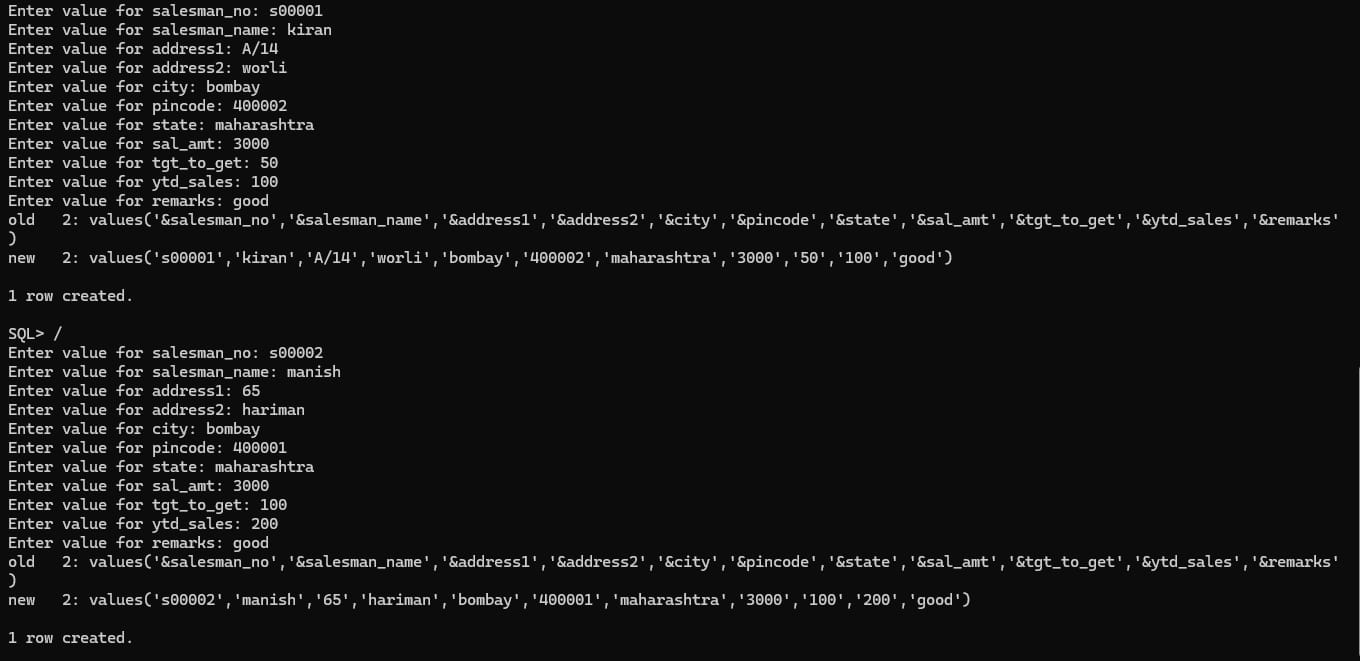 Enter value for salesman_no: s00001
Enter value for salesman_name: kiran
Enter value for address1: A/14
Enter value for address2: worli
Enter value for city: bombay
Enter value for pincode: 400002
Enter value for state: maharashtra
Enter value for sal_amt: 3000
Enter value for tgt_to_get: 50
Enter value for ytd_sales: 100
Enter value for remarks: good
old   2: values('&salesman_no','&salesman_name','&address1','&address2','&city','&pincode','&state','&sal_amt','&tgt_to_get','&ytd_sales','&remarks'
)
new   2: values('s00001','kiran','A/14','worli','bombay','400002','maharashtra','3000','50','100','good')
1 row created.
SQL> /
Enter value for salesman_no: s00002
Enter value for salesman_name: manish
Enter value for address1: 65
Enter value for address2: hariman
Enter value for city: bombay
Enter value for pincode: 400001
Enter value for state: maharashtra
Enter value for sal_amt: 3000
Enter value for tgt_to_get: 100
Enter value for ytd_sales: 200
Enter value for remarks: good
old   2: values('&salesman_no','&salesman_name','&address1','&address2','&city','&pincode','&state','&sal_amt','&tgt_to_get','&ytd_sales','&remarks'
)
new   2: values('s00002','manish','65','hariman','bombay','400001','maharashtra','3000','100','200','good')
1 row created.